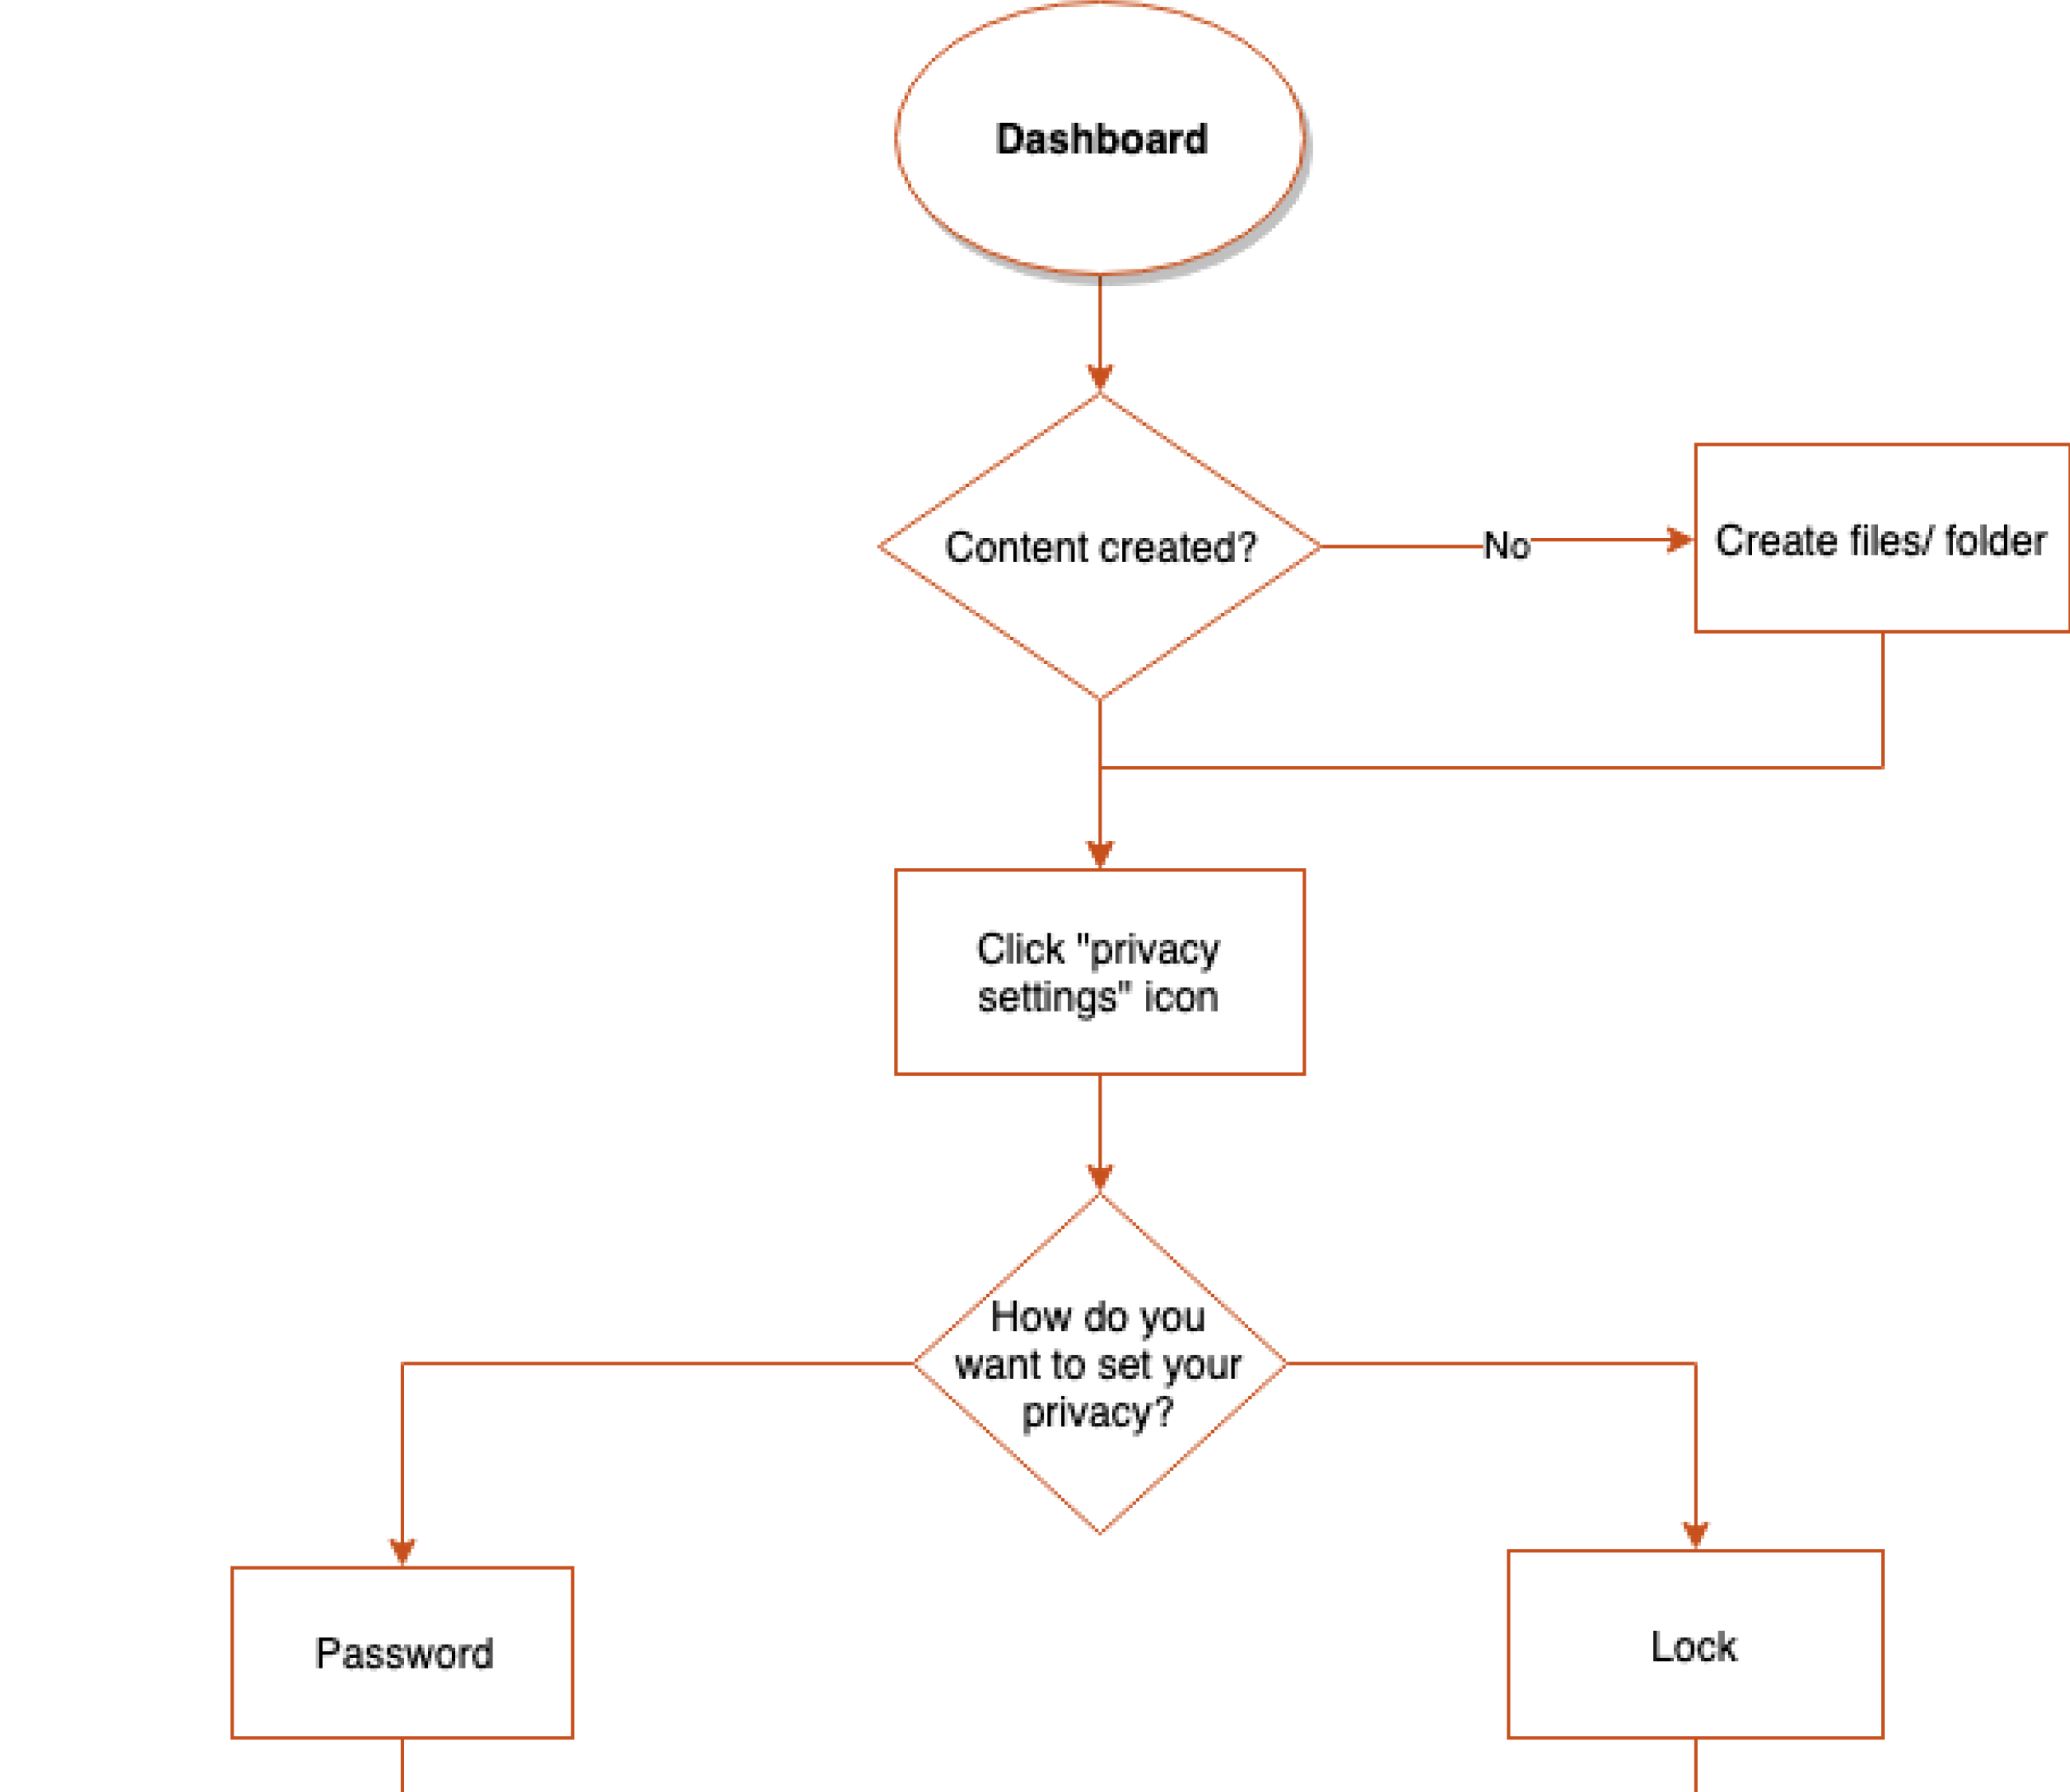 Dashboard
Content created?
No
Create files/ folder
Click "privacy
settings" icon
How do you
want to set your
privacy?
Password
Lock